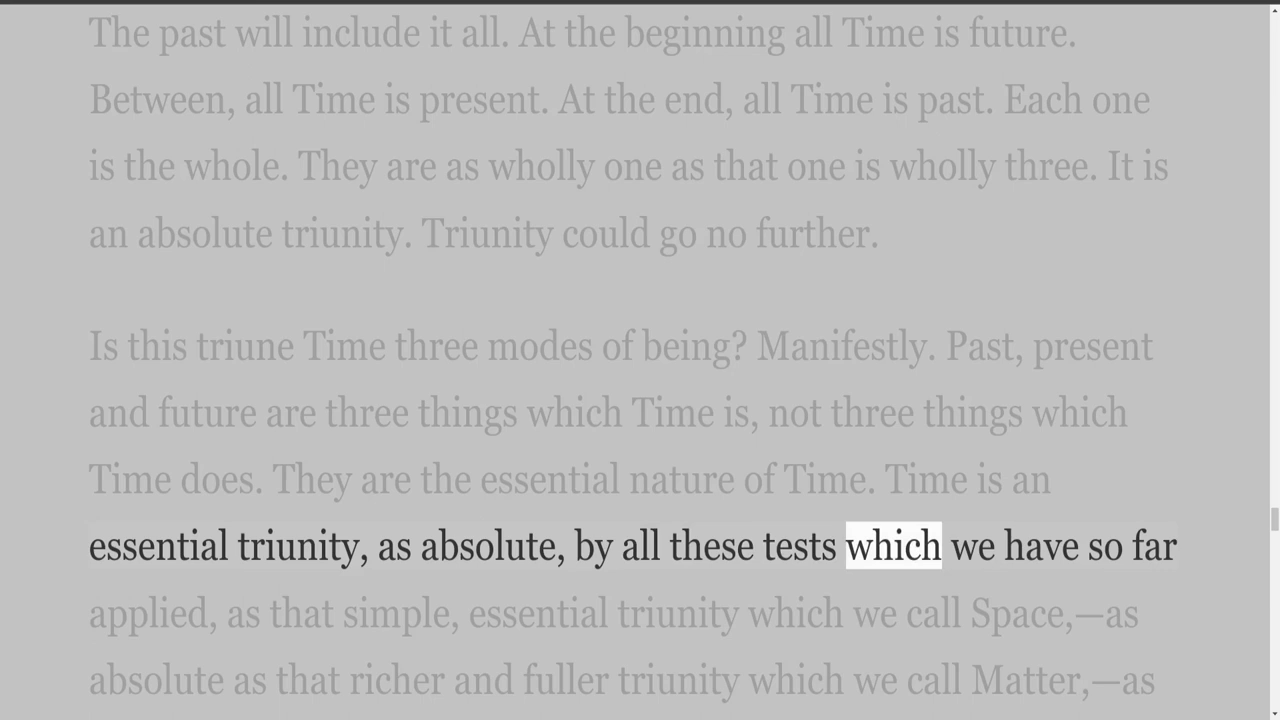 The past will include it all. At the beginning all Time is future.
Between, all Time is present. At the end, all Time is past. Each one
is the whole. They are as wholly one as that one is wholly three. It is
an absolute triunity. Triunity could go no further.
Is this triune Time three modes of being? Manifestly. Past, present
and future are three things which Time is, not three things which
Time does. They are the essential nature of Time. Time is an
essential triunity, as absolute, by all these tests which we have so far
applied, as that simple, essential triunity which we call Space,—as
absolute as that richer and fuller triunity which we call Matter,—as